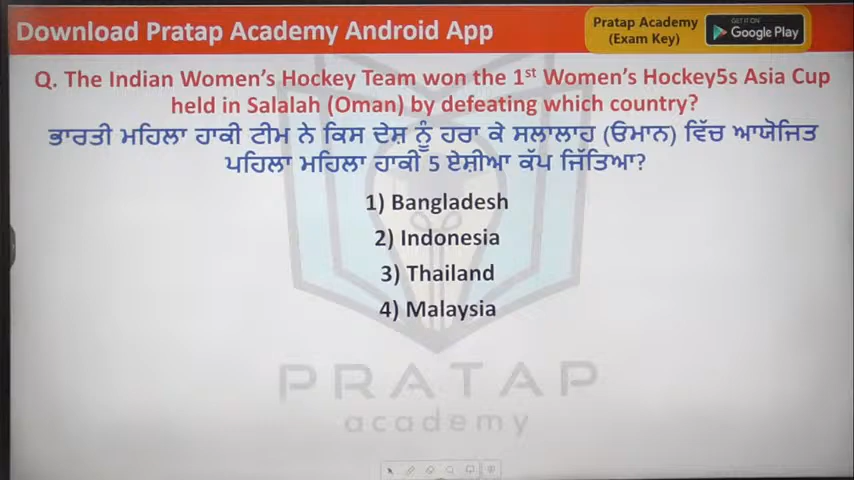 Download Pratap Academy Android App
Pratap Academy
(Exam Key)
GET IT ON
Google Play
Q. The Indian Women's Hockey Team won the 1st Women's Hockey5s Asia Cup
held in Salalah (Oman) by defeating which country?
ਭਾਰਤੀ ਮਹਿਲਾ ਹਾਕੀ ਟੀਮ ਨੇ ਕਿਸ ਦੇਸ਼ ਨੂੰ ਹਰਾ ਕੇ ਸਲਾਲਾਹ (ਓਮਾਨ) ਵਿੱਚ ਆਯੋਜਿਤ
ਪਹਿਲਾ ਮਹਿਲਾ ਹਾਕੀ 5 ਏਸ਼ੀਆ ਕੱਪ ਜਿੱਤਿਆ?
1) Bangladesh
2) Indonesia
3) Thailand
4) Malaysia
PRATAP
academy